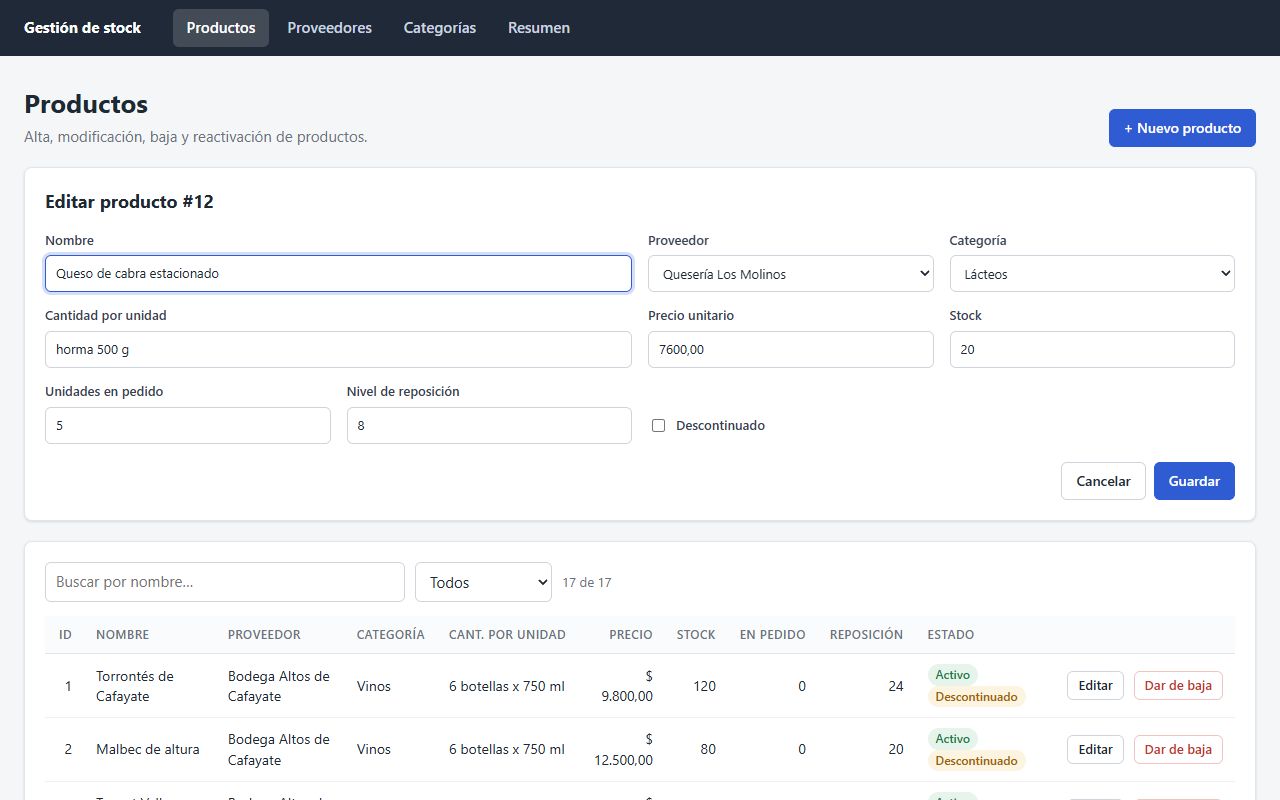 Gestión de stock Productos Proveedores Categorías Resumen
Productos
Alta, modificación, baja y reactivación de productos.
+ Nuevo producto
Editar producto #12
Nombre Proveedor Categoría
Queso de cabra estacionado Quesería Los Molinos Lácteos
Cantidad por unidad Precio unitario Stock
horma 500 g 7600,00 20
Unidades en pedido Nivel de reposición
5 8 Descontinuado
Cancelar Guardar
Buscar por nombre... Todos 17 de 17
ID NOMBRE PROVEEDOR CATEGORÍA CANT. POR UNIDAD PRECIO STOCK EN PEDIDO REPOSICIÓN ESTADO
1 Torrontés de Cafayate Bodega Altos de Cafayate Vinos 6 botellas x 750 ml $ 9.800,00 120 0 24 Activo Descontinuado Editar Dar de baja
2 Malbec de altura Bodega Altos de Cafayate Vinos 6 botellas x 750 ml $ 12.500,00 80 0 20 Activo Descontinuado Editar Dar de baja